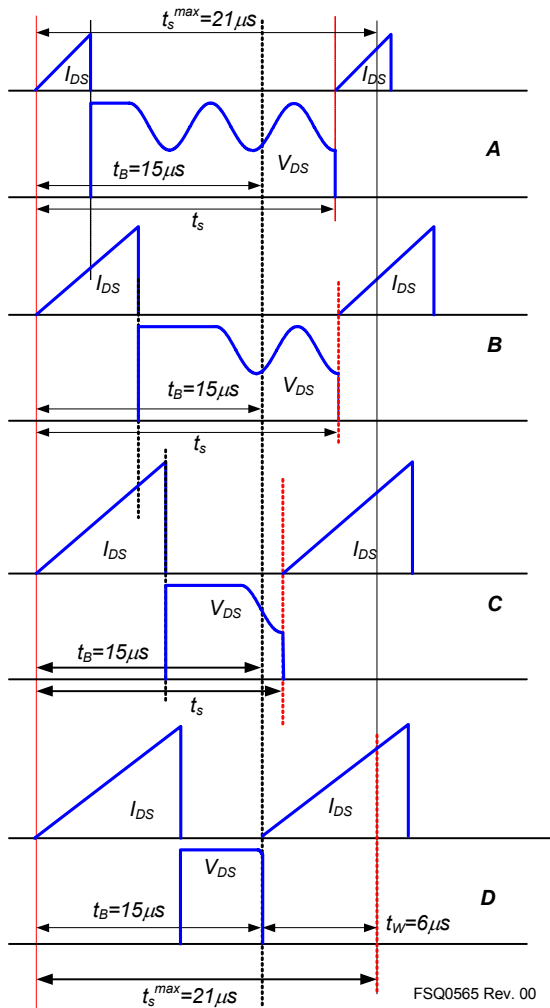 t_s^max=21μs
I_DS
I_DS
A
t_B=15μs
V_DS
t_s
I_DS
I_DS
B
t_B=15μs
V_DS
t_s
I_DS
I_DS
C
V_DS
t_B=15μs
t_s
I_DS
I_DS
V_DS
D
t_B=15μs
t_W=6μs
t_s^max=21μs
FSQ0565 Rev. 00